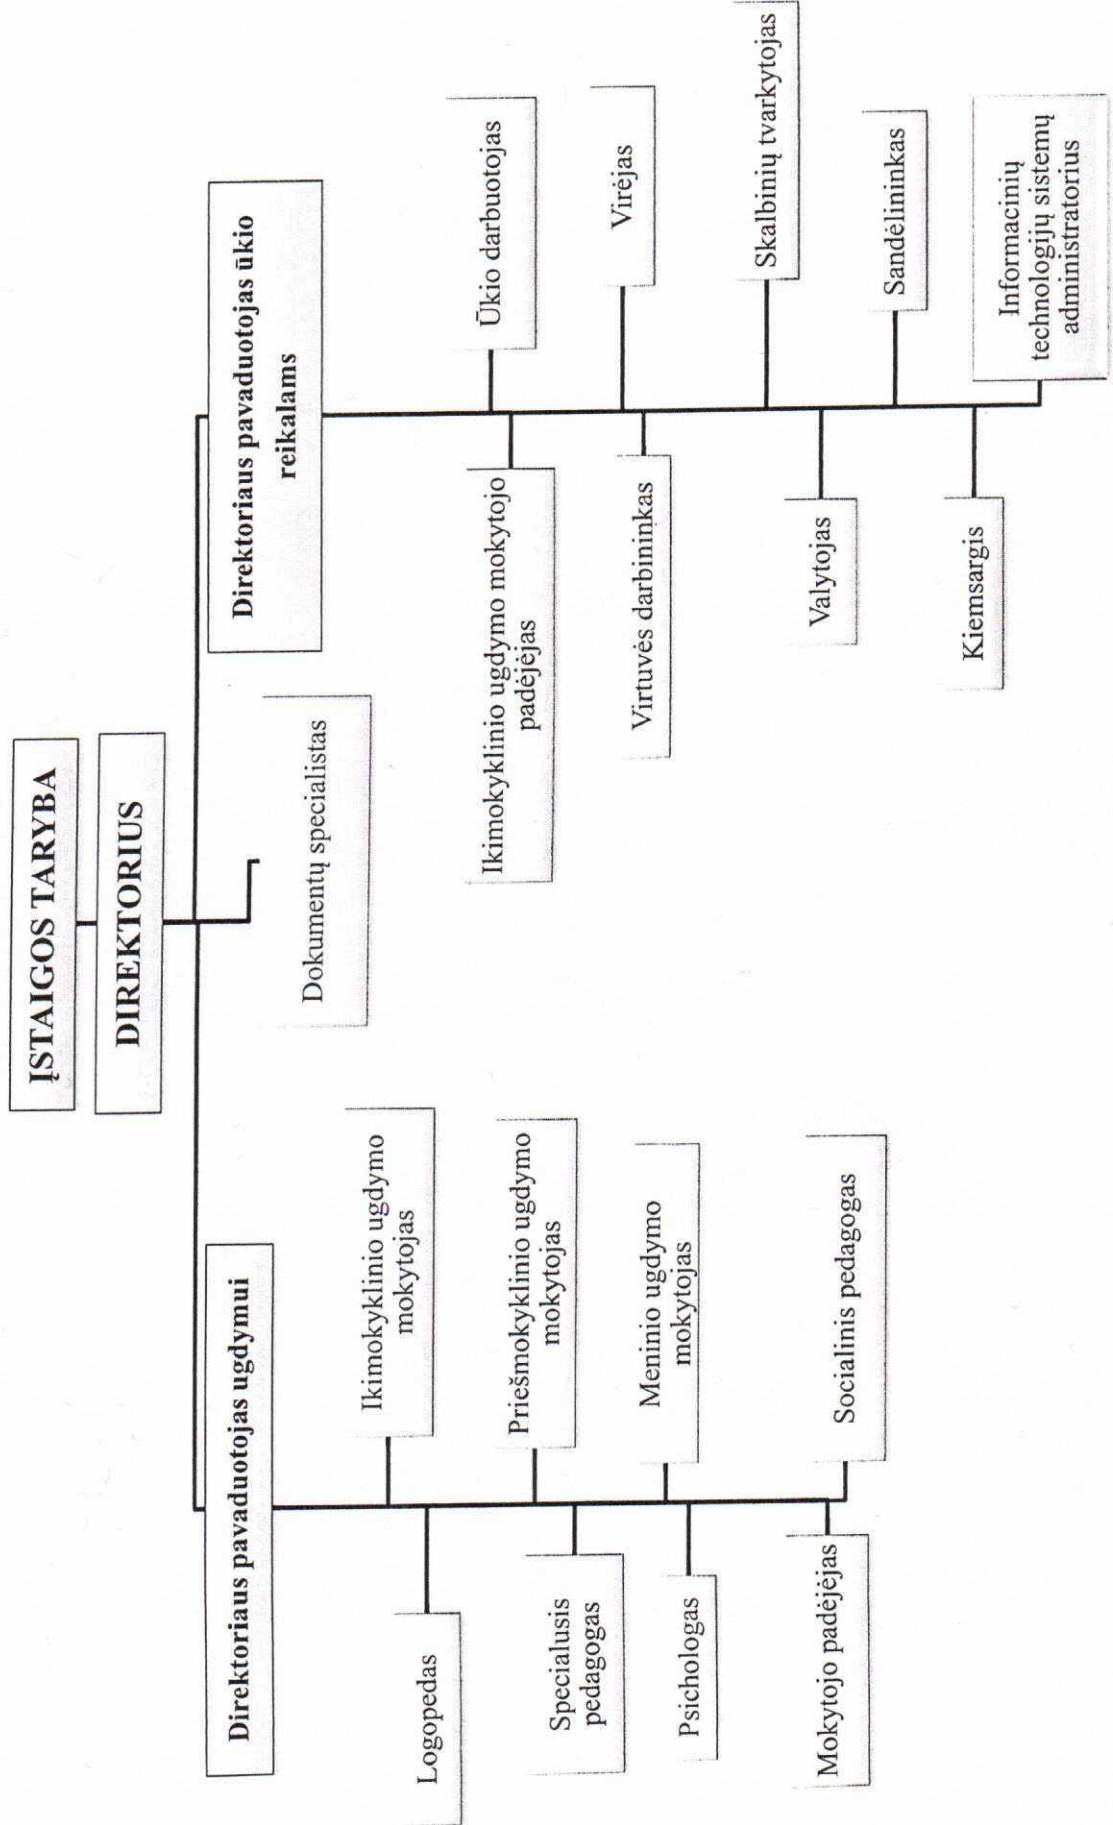 ĮSTAIGOS TARYBA
DIREKTORIUS
Direktoriaus pavaduotojas ugdymui
Dokumentų specialistas
Direktoriaus pavaduotojas ūkio
reikalams
Ikimokyklinio ugdymo
mokytojas
Logopedas
Priešmokyklinio ugdymo
mokytojas
Specialusis
pedagogas
Meninio ugdymo
mokytojas
Psichologas
Socialinis pedagogas
Mokytojo padėjėjas
Ūkio darbuotojas
Ikimokyklinio ugdymo mokytojo
padėjėjas
Virėjas
Virtuvės darbininkas
Skalbinių tvarkytojas
Valytojas
Sandėlininkas
Kiemsargis
Informacinių
technologijų sistemų
administratorius